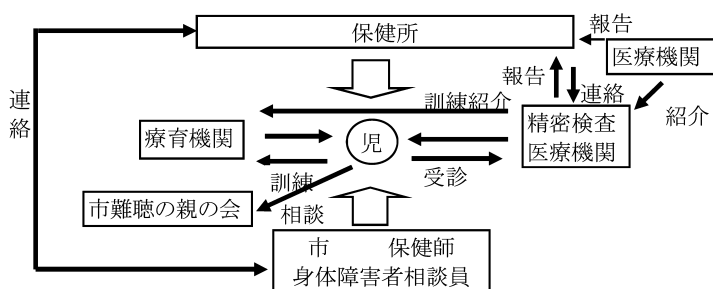 保健所
報告
医療機関
連絡
報告
連絡
訓練紹介
紹介
精密検査
医療機関
療育機関
児
受診
訓練
市難聴の親の会
相談
市 保健師
身体障害者相談員